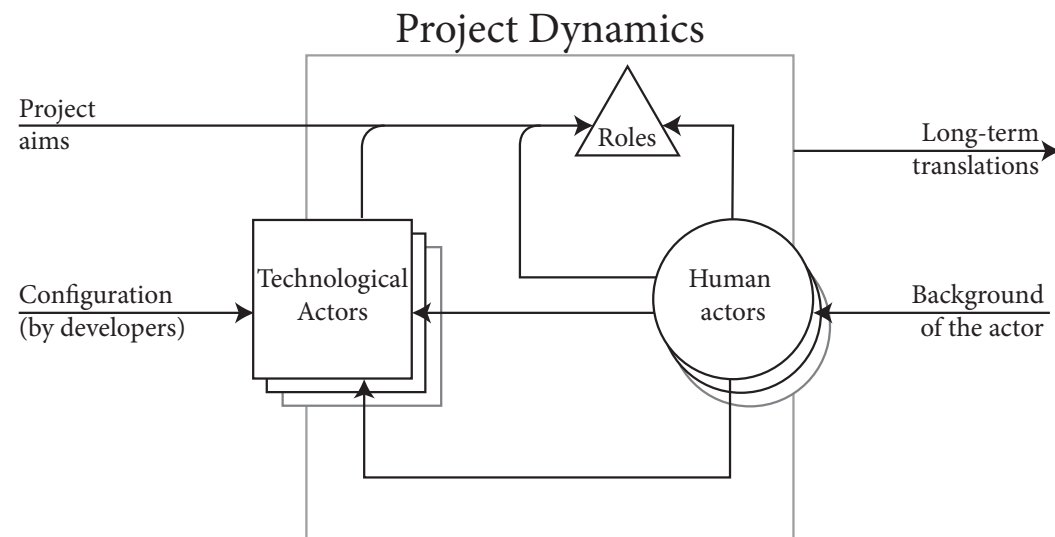 Project Dynamics
Project
aims
Roles
Long-term
translations
Technological
Actors
Human
actors
Configuration
(by developers)
Background
of the actor